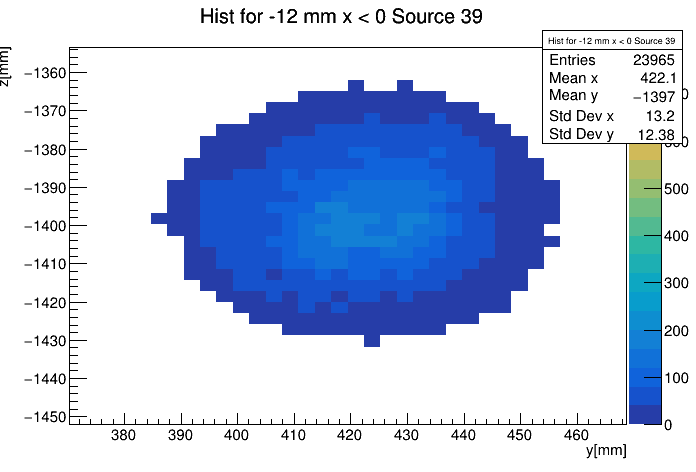 Hist for -12 mm x < 0 Source 39
z[mm]
Hist for -12 mm x < 0 Source 39
Entries 23965
Mean x 422.1
Mean y −1397
Std Dev x 13.2
Std Dev y 12.38
−1360
−1370
−1380
−1390
−1400
−1410
−1420
−1430
−1440
−1450
380 390 400 410 420 430 440 450 460
y[mm]
500
400
300
200
100
0